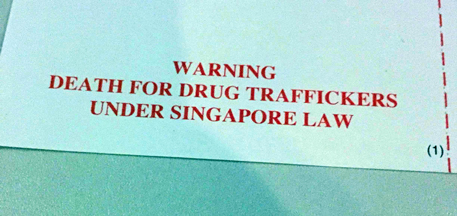 WARNING
DEATH FOR DRUG TRAFFICKERS
UNDER SINGAPORE LAW
(1)